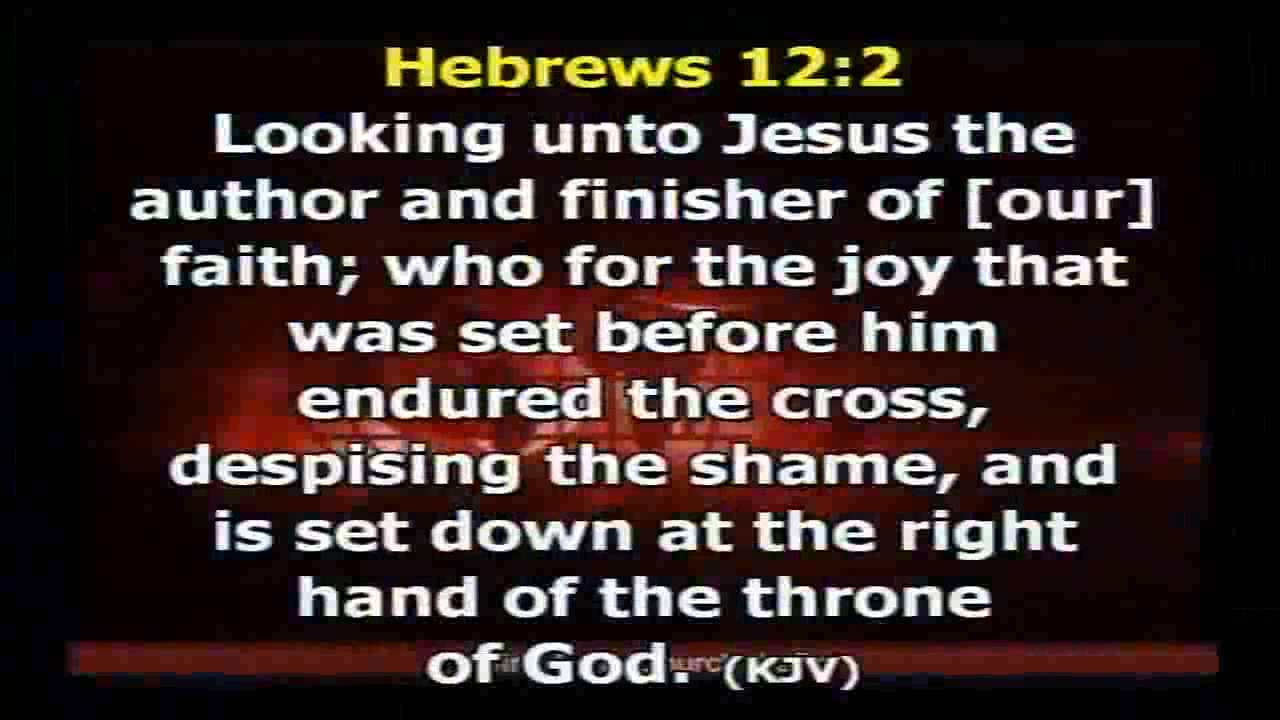 Hebrews 12:2
Looking unto Jesus the
author and finisher of [our]
faith; who for the joy that
was set before him
endured the cross,
despising the shame, and
is set down at the right
hand of the throne
of God. (KJV)